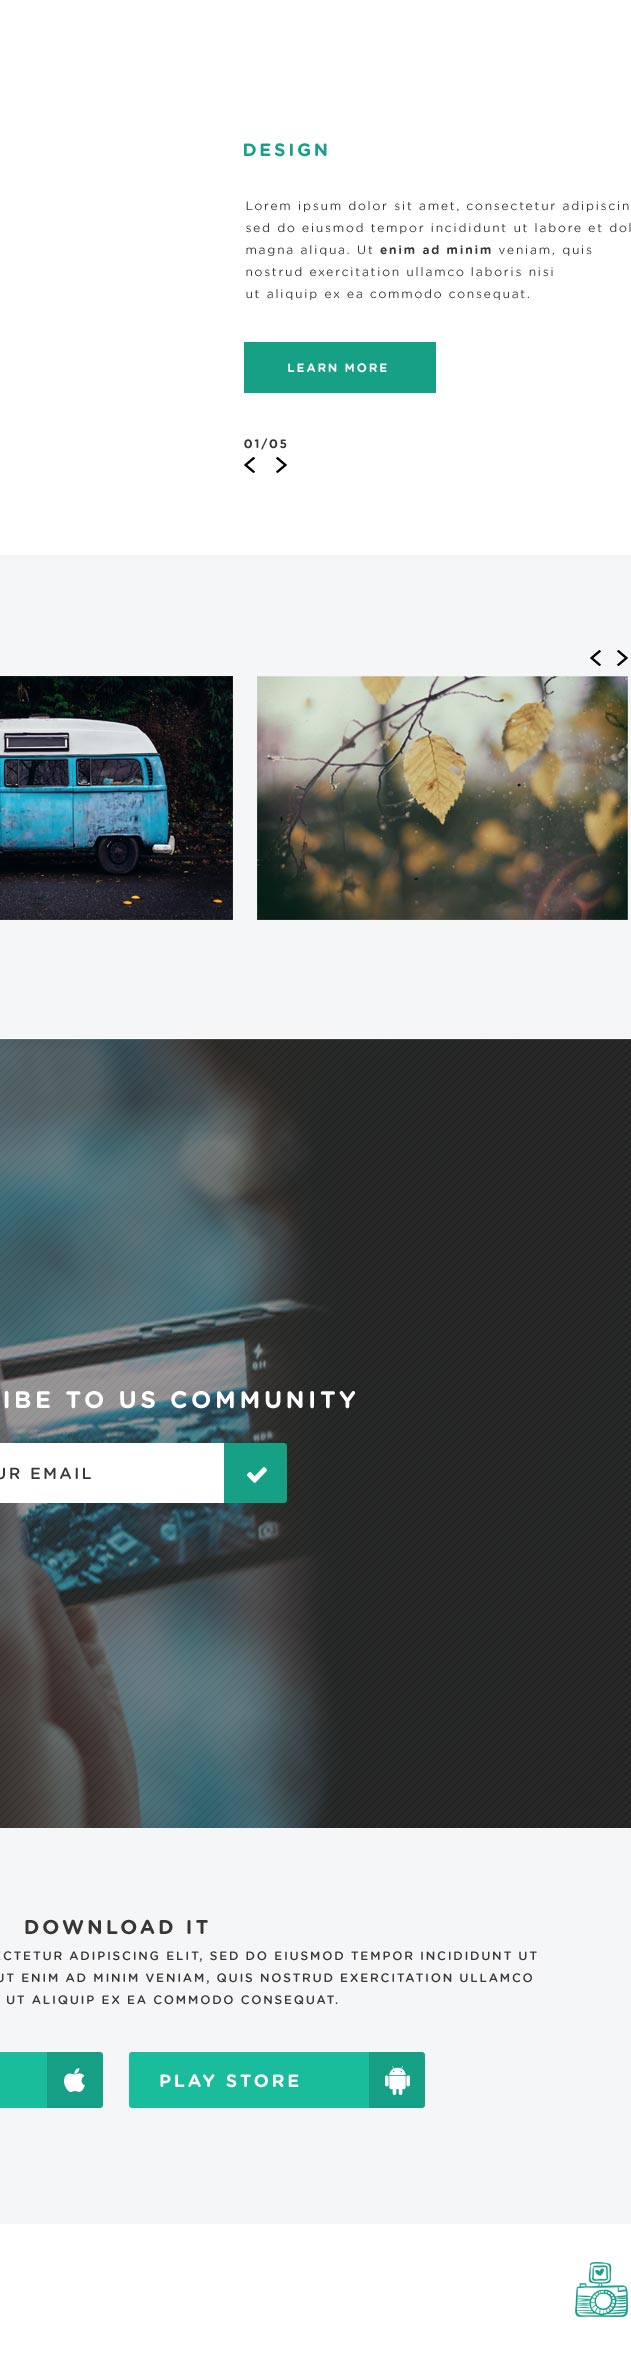 DESIGN
Lorem ipsum dolor sit amet, consectetur adipiscin
sed do eiusmod tempor incididunt ut labore et dol
magna aliqua. Ut enim ad minim veniam, quis
nostrud exercitation ullamco laboris nisi
ut aliquip ex ea commodo consequat.
LEARN MORE
01/05
IBE TO US COMMUNITY
UR EMAIL
DOWNLOAD IT
CTETUR ADIPISCING ELIT, SED DO EIUSMOD TEMPOR INCIDIDUNT UT
UT ENIM AD MINIM VENIAM, QUIS NOSTRUD EXERCITATION ULLAMCO
UT ALIQUIP EX EA COMMODO CONSEQUAT.
PLAY STORE